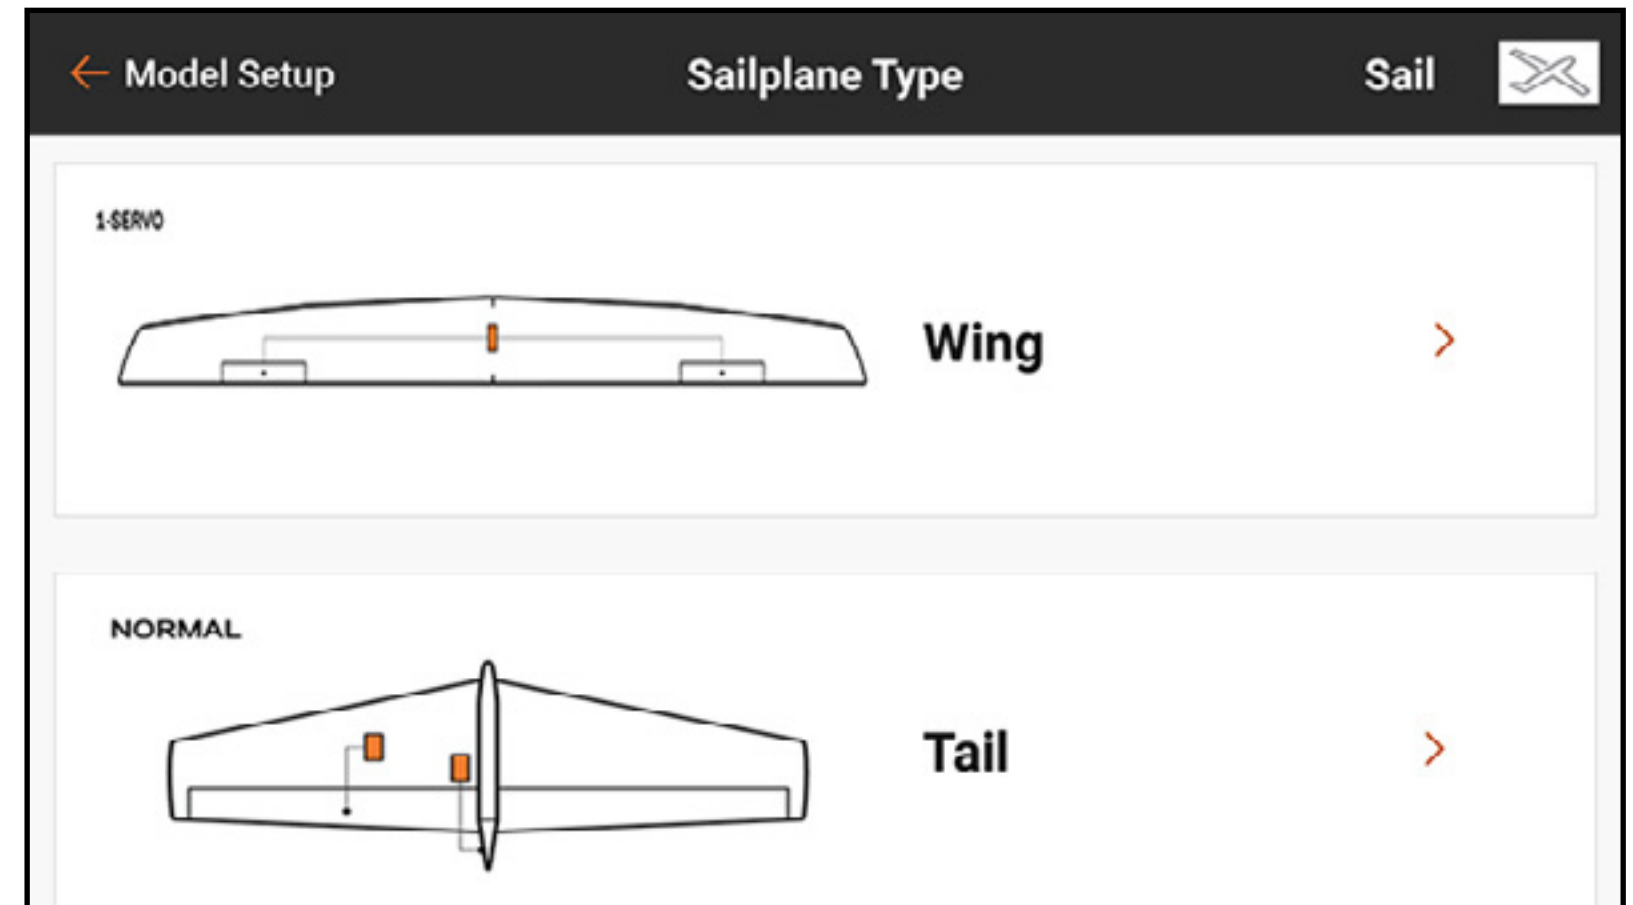 Model Setup
Sailplane Type
Sail
1-SERVO
Wing
NORMAL
Tail